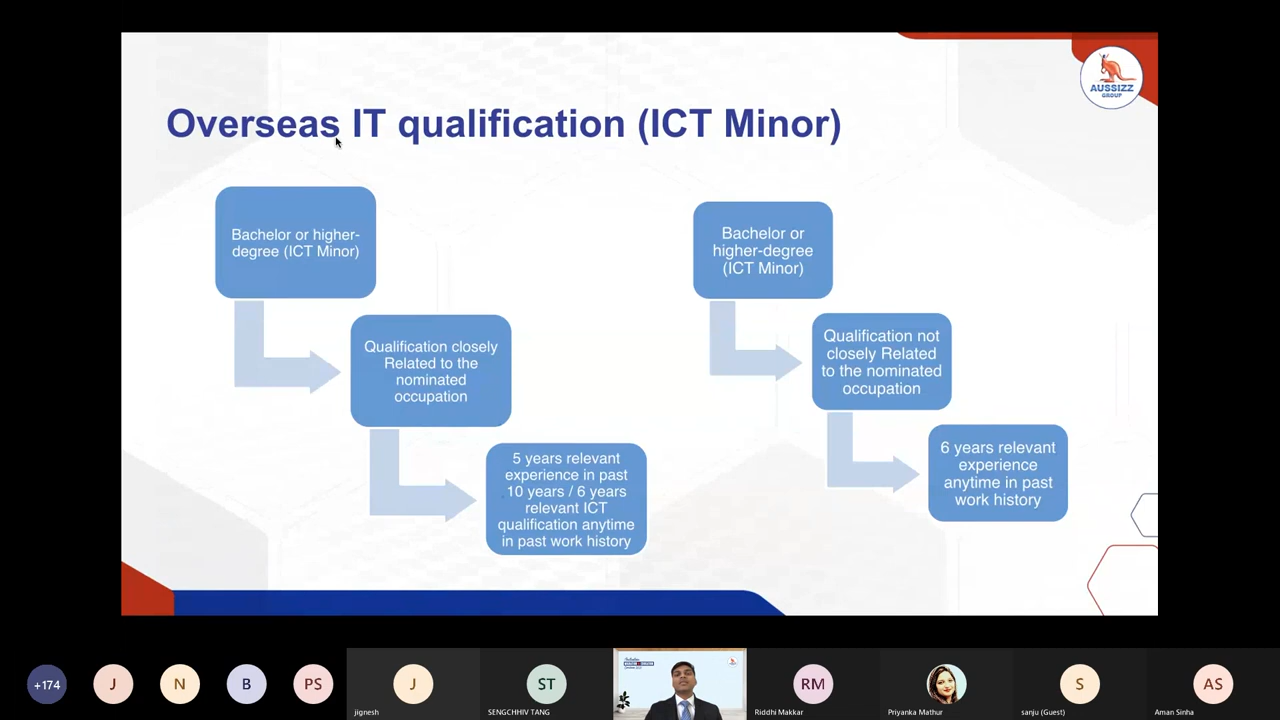 AUSSIZZ
GROUP
Overseas IT qualification (ICT Minor)
Bachelor or higher-
degree (ICT Minor)
Qualification closely
Related to the
nominated
occupation
5 years relevant
experience in past
10 years / 6 years
relevant ICT
qualification anytime
in past work history
Bachelor or
higher-degree
(ICT Minor)
Qualification not
closely Related
to the nominated
occupation
6 years relevant
experience
anytime in past
work history
+174
J
N
B
PS
J
jignesh
ST
SENGCHHIV TANG
RM
Riddhi Makkar
Priyanka Mathur
S
sanju (Guest)
AS
Aman Sinha